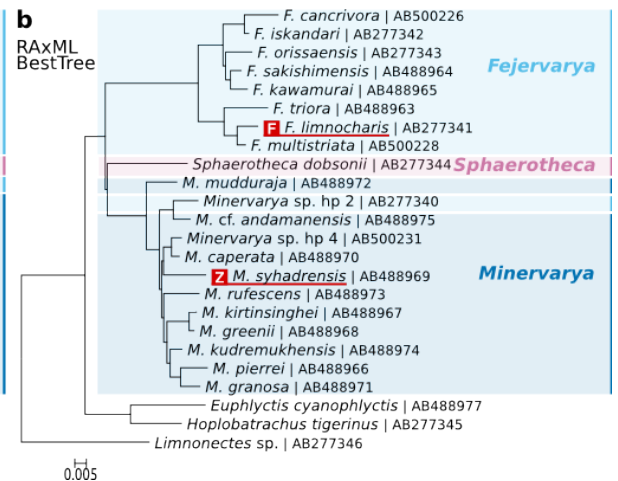 b
RAxML
BestTree
F. cancrivora | AB500226
F. iskandari | AB277342
F. orissaensis | AB277343
F. sakishimensis | AB488964
Fejervarya
F. kawamurai | AB488965
F. triora | AB488963
F F. limnocharis | AB277341
F. multistriata | AB500228
Sphaerotheca dobsonii | AB277344 Sphaerotheca
M. mudduraja | AB488972
Minervarya sp. hp 2 | AB277340
M. cf. andamanensis | AB488975
Minervarya sp. hp 4 | AB500231
M. caperata | AB488970
Z M. syhadrensis | AB488969
Minervarya
M. rufescens | AB488973
M. kirtinsinghei | AB488967
M. greenii | AB488968
M. kudremukhensis | AB488974
M. pierrei | AB488966
M. granosa | AB488971
Euphlyctis cyanophlyctis | AB488977
Hoplobatrachus tigerinus | AB277345
Limnonectes sp. | AB277346
0.005